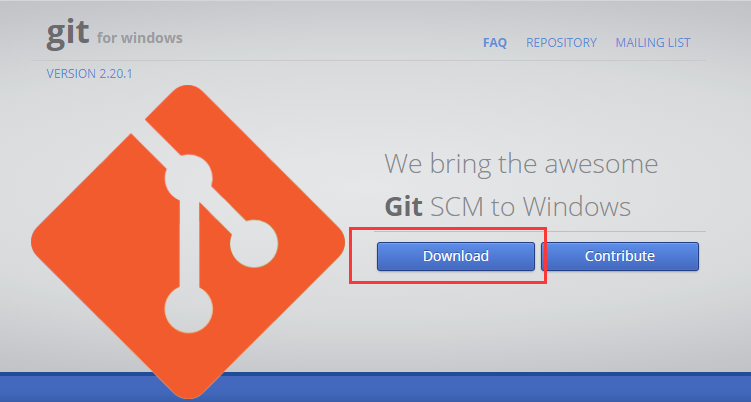 git for windows
FAQ REPOSITORY MAILING LIST
VERSION 2.20.1
We bring the awesome
Git SCM to Windows
Download Contribute